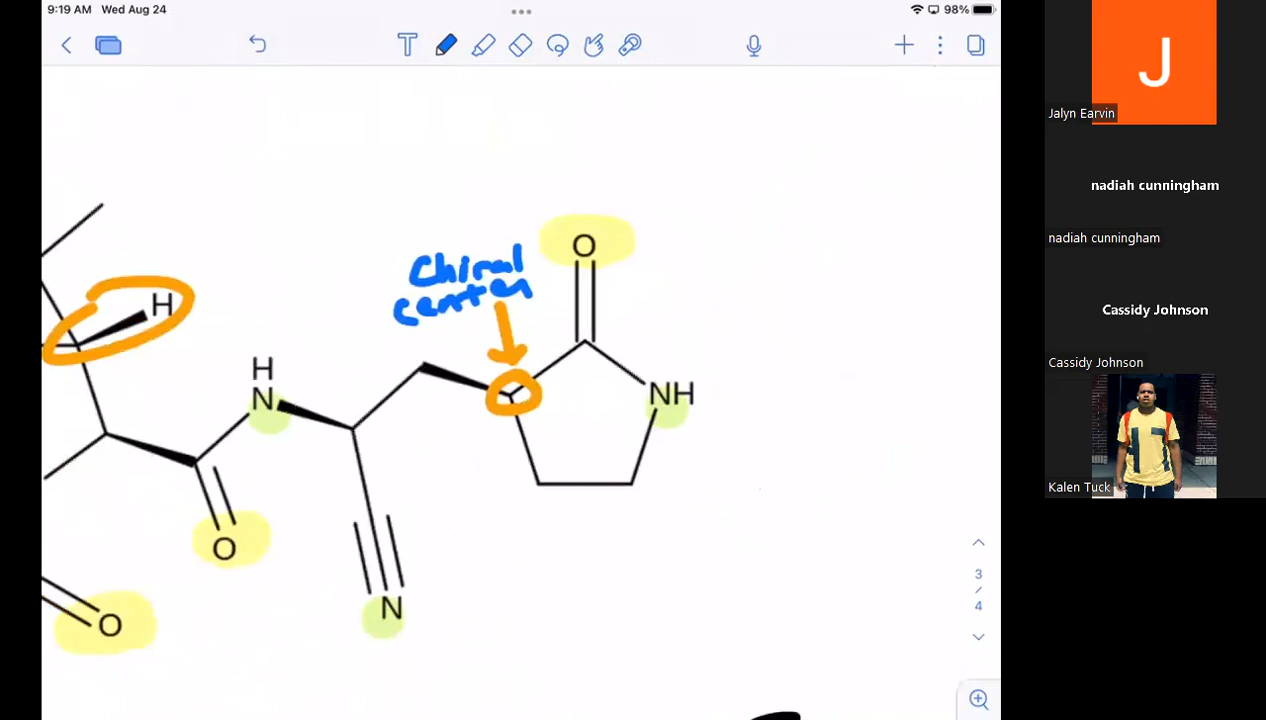 9:19 AM Wed Aug 24
98%
T
J
Jalyn Earvin
nadiah cunningham
nadiah cunningham
Cassidy Johnson
Cassidy Johnson
Kalen Tuck
Chiral
center
O
H
NH
H
N
O
N
O
3
/
4